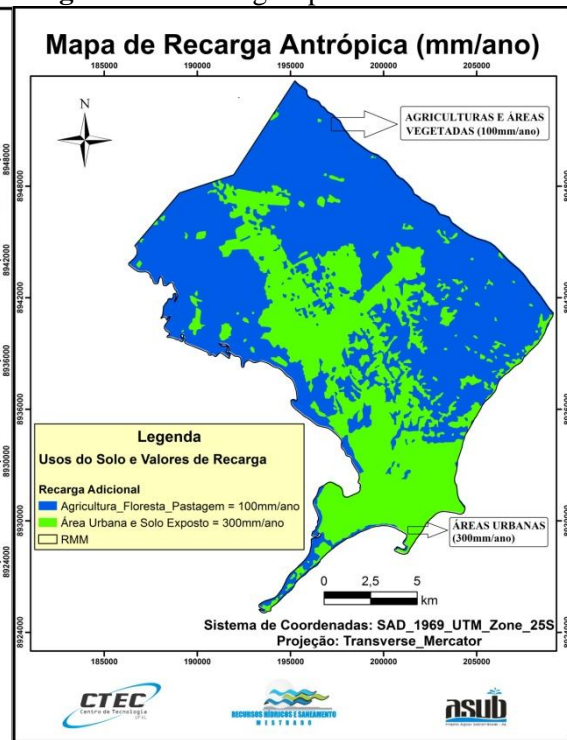 Mapa de Recarga Antrópica (mm/ano)
185000 190000 195000 200000 205000
N
AGRICULTURAS E ÁREAS
VEGETADAS (100mm/ano)
8948000 8948000
8942000 8942000
8936000
8930000
8924000
Legenda
Usos do Solo e Valores de Recarga
Recarga Adicional
Agricultura_Floresta_Pastagem = 100mm/ano
Área Urbana e Solo Exposto = 300mm/ano
RMM
ÁREAS URBANAS
(300mm/ano)
0 2,5 5
km
Sistema de Coordenadas: SAD_1969_UTM_Zone_25S
Projeção: Transverse_Mercator
185000 190000 195000 200000 205000
CTEC
Centro de Tecnologia
RECURSOS HÍDRICOS E SANEAMENTO
MESTRADO
asub